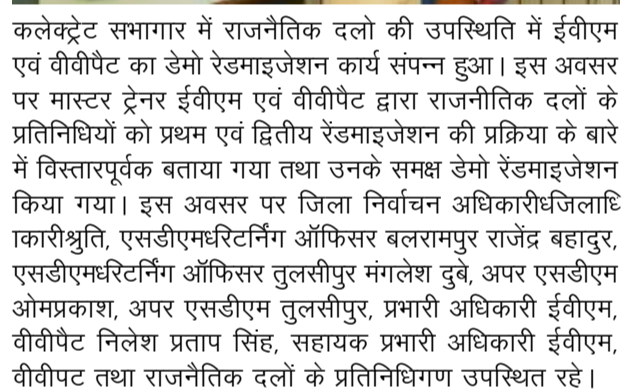 कलेक्ट्रेट सभागार में राजनैतिक दलो की उपस्थिति में ईवीएम
एवं वीवीपैट का डेमो रेडमाइजेशन कार्य संपन्न हुआ। इस अवसर
पर मास्टर ट्रेनर ईवीएम एवं वीवीपैट द्वारा राजनीतिक दलों के
प्रतिनिधियों को प्रथम एवं द्वितीय रेंडमाइजेशन की प्रक्रिया के बारे
में विस्तारपूर्वक बताया गया तथा उनके समक्ष डेमो रेंडमाइजेशन
किया गया। इस अवसर पर जिला निर्वाचन अधिकारीध्जिलाधि
ाकारीश्रुति, एसडीएमध्रिटर्निंग ऑफिसर बलरामपुर राजेंद्र बहादुर,
एसडीएमध्रिटर्निंग ऑफिसर तुलसीपुर मंगलेश दुबे, अपर एसडीएम
ओमप्रकाश, अपर एसडीएम तुलसीपुर, प्रभारी अधिकारी ईवीएम,
वीवीपैट निलेश प्रताप सिंह, सहायक प्रभारी अधिकारी ईवीएम,
वीवीपट तथा राजनैतिक दलों के प्रतिनिधिगण उपस्थित रहे।